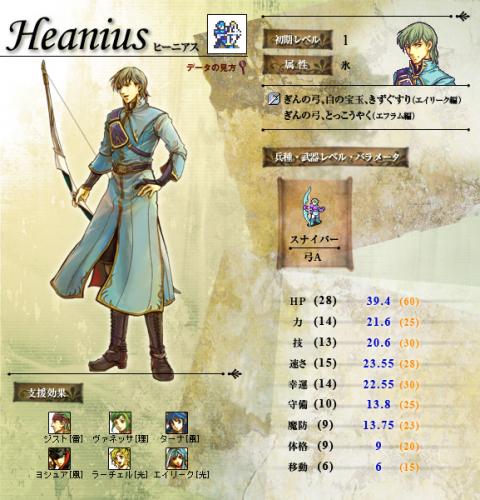 Heanius ヒーニアス
データの見方
初期レベル 1
属性 氷
ぎんの弓、白の宝玉、きずぐすり(エイリーク編)
ぎんの弓、とっこうやく(エフラム編)
兵種・武器レベル・パラメータ
スナイパー
弓A
HP (28) 39.4 (60)
力 (14) 21.6 (25)
技 (13) 20.6 (30)
速さ (15) 23.55 (28)
幸運 (14) 22.55 (30)
守備 (10) 13.8 (25)
魔防 (9) 13.75 (23)
体格 (9) 9 (20)
移動 (6) 6 (15)
支援効果
ジスト[雷] ヴァネッサ[理] ターナ[風]
ヨシュア[風] ラーチェル[光] エイリーク[光]